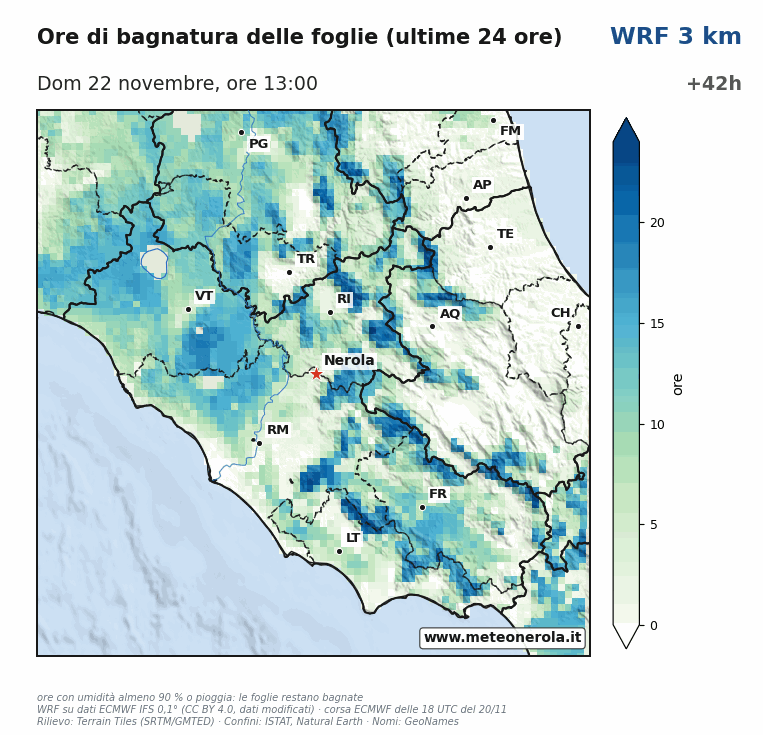 Ore di bagnatura delle foglie (ultime 24 ore)
WRF 3 km
Dom 22 novembre, ore 13:00
+42h
FM
PG
AP
TE
TR
VT
RI
AQ
CH
Nerola
RM
FR
LT
www.meteonerola.it
20
15
10
5
0
ore
ore con umidità almeno 90 % o pioggia: le foglie restano bagnate
WRF su dati ECMWF IFS 0,1° (CC BY 4.0, dati modificati) · corsa ECMWF delle 18 UTC del 20/11
Rilievo: Terrain Tiles (SRTM/GMTED) · Confini: ISTAT, Natural Earth · Nomi: GeoNames